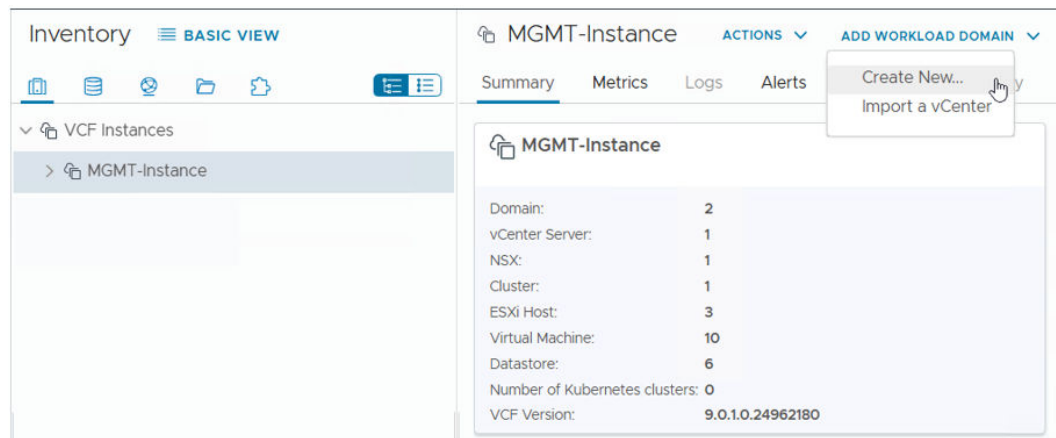 Inventory
BASIC VIEW
VCF Instances
MGMT-Instance
MGMT-Instance
ACTIONS
ADD WORKLOAD DOMAIN
Summary Metrics Logs Alerts
Create New...
Import a vCenter
MGMT-Instance
Domain: 2
vCenter Server: 1
NSX: 1
Cluster: 1
ESXi Host: 3
Virtual Machine: 10
Datastore: 6
Number of Kubernetes clusters: 0
VCF Version: 9.0.1.0.24962180